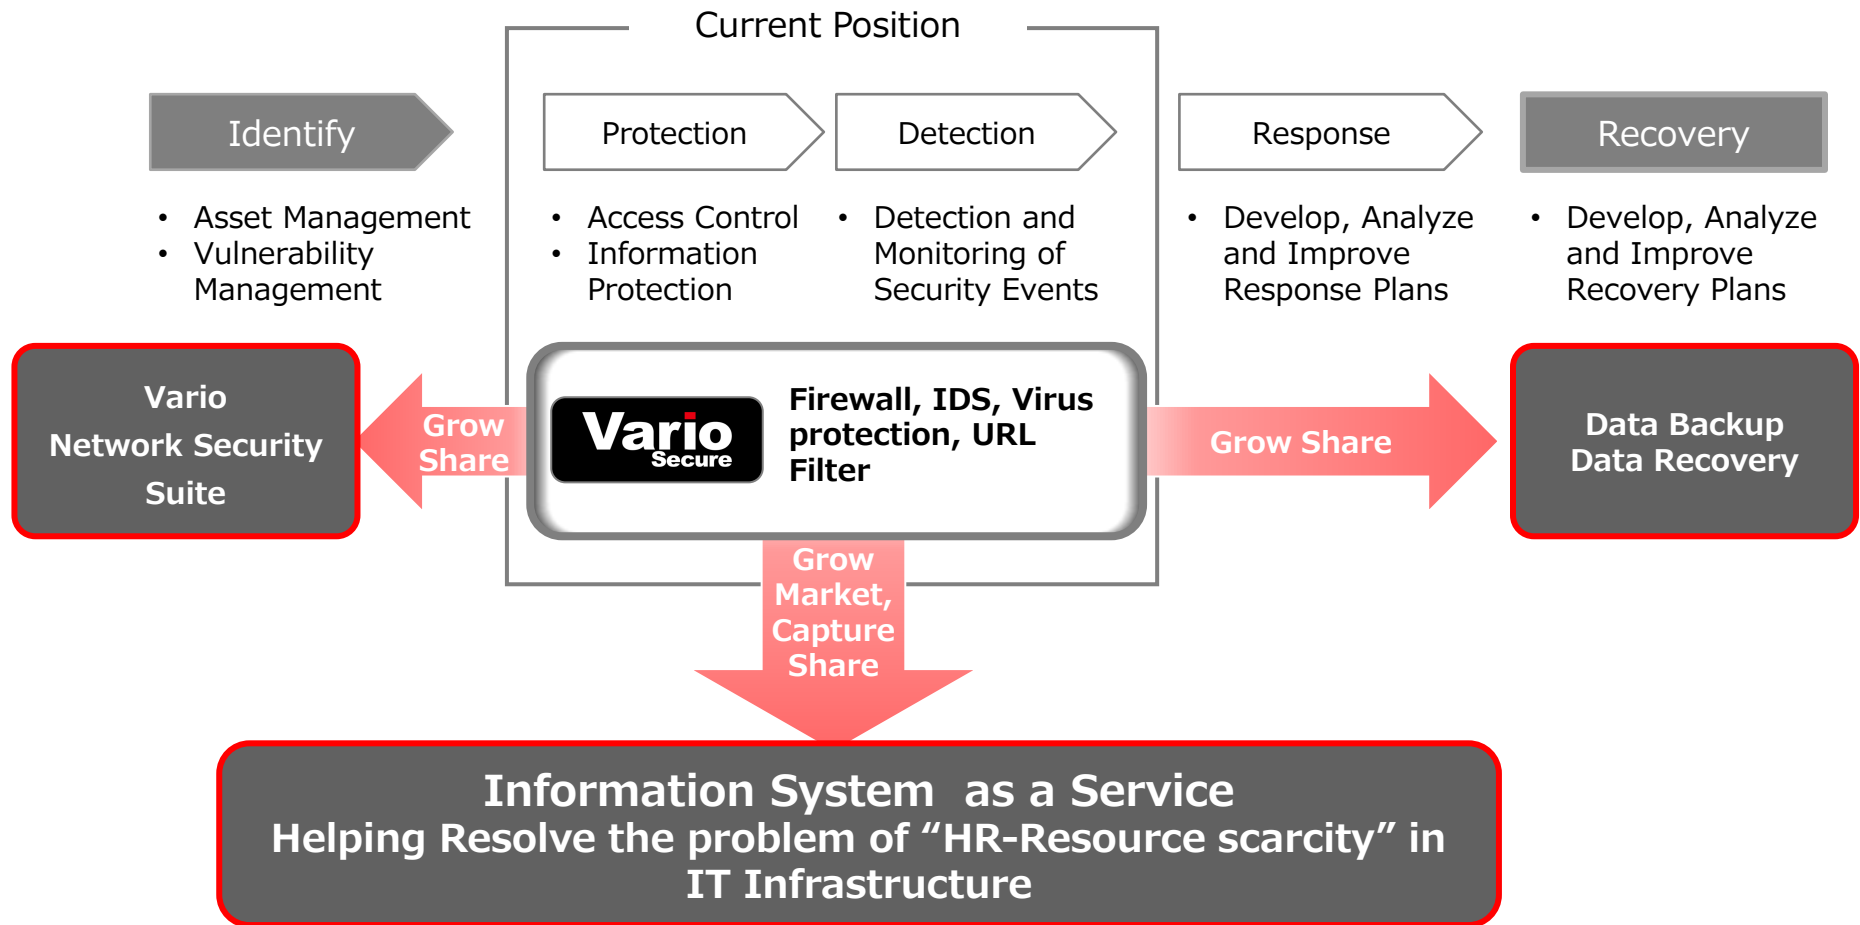 Current Position
Identify
Protection
Detection
Response
Recovery
• Asset Management
• Vulnerability
Management
• Access Control
• Information
Protection
• Detection and
Monitoring of
Security Events
• Develop, Analyze
and Improve
Response Plans
• Develop, Analyze
and Improve
Recovery Plans
Vario
Network Security
Suite
Grow
Share
Vario
Secure
Firewall, IDS, Virus
protection, URL
Filter
Grow Share
Data Backup
Data Recovery
Grow
Market,
Capture
Share
Information System as a Service
Helping Resolve the problem of “HR-Resource scarcity” in
IT Infrastructure